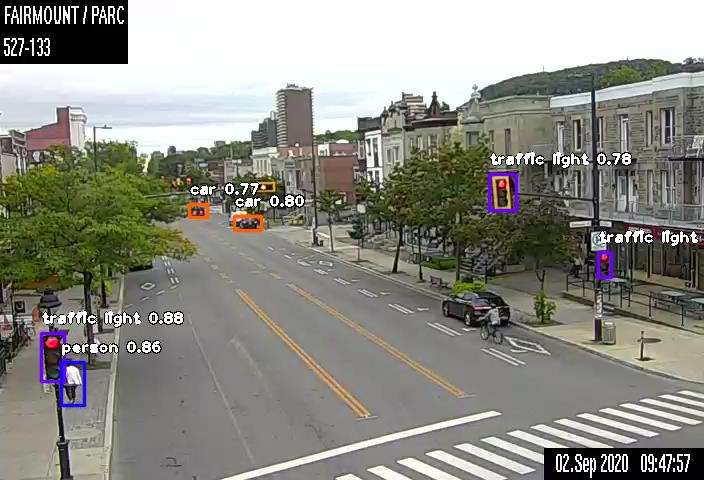 FAIRMOUNT / PARC
527-133
traffic light 0.78
car 0.77
car 0.80
traffic light
traffic light 0.88
person 0.86
02.Sep 2020 09:47:57